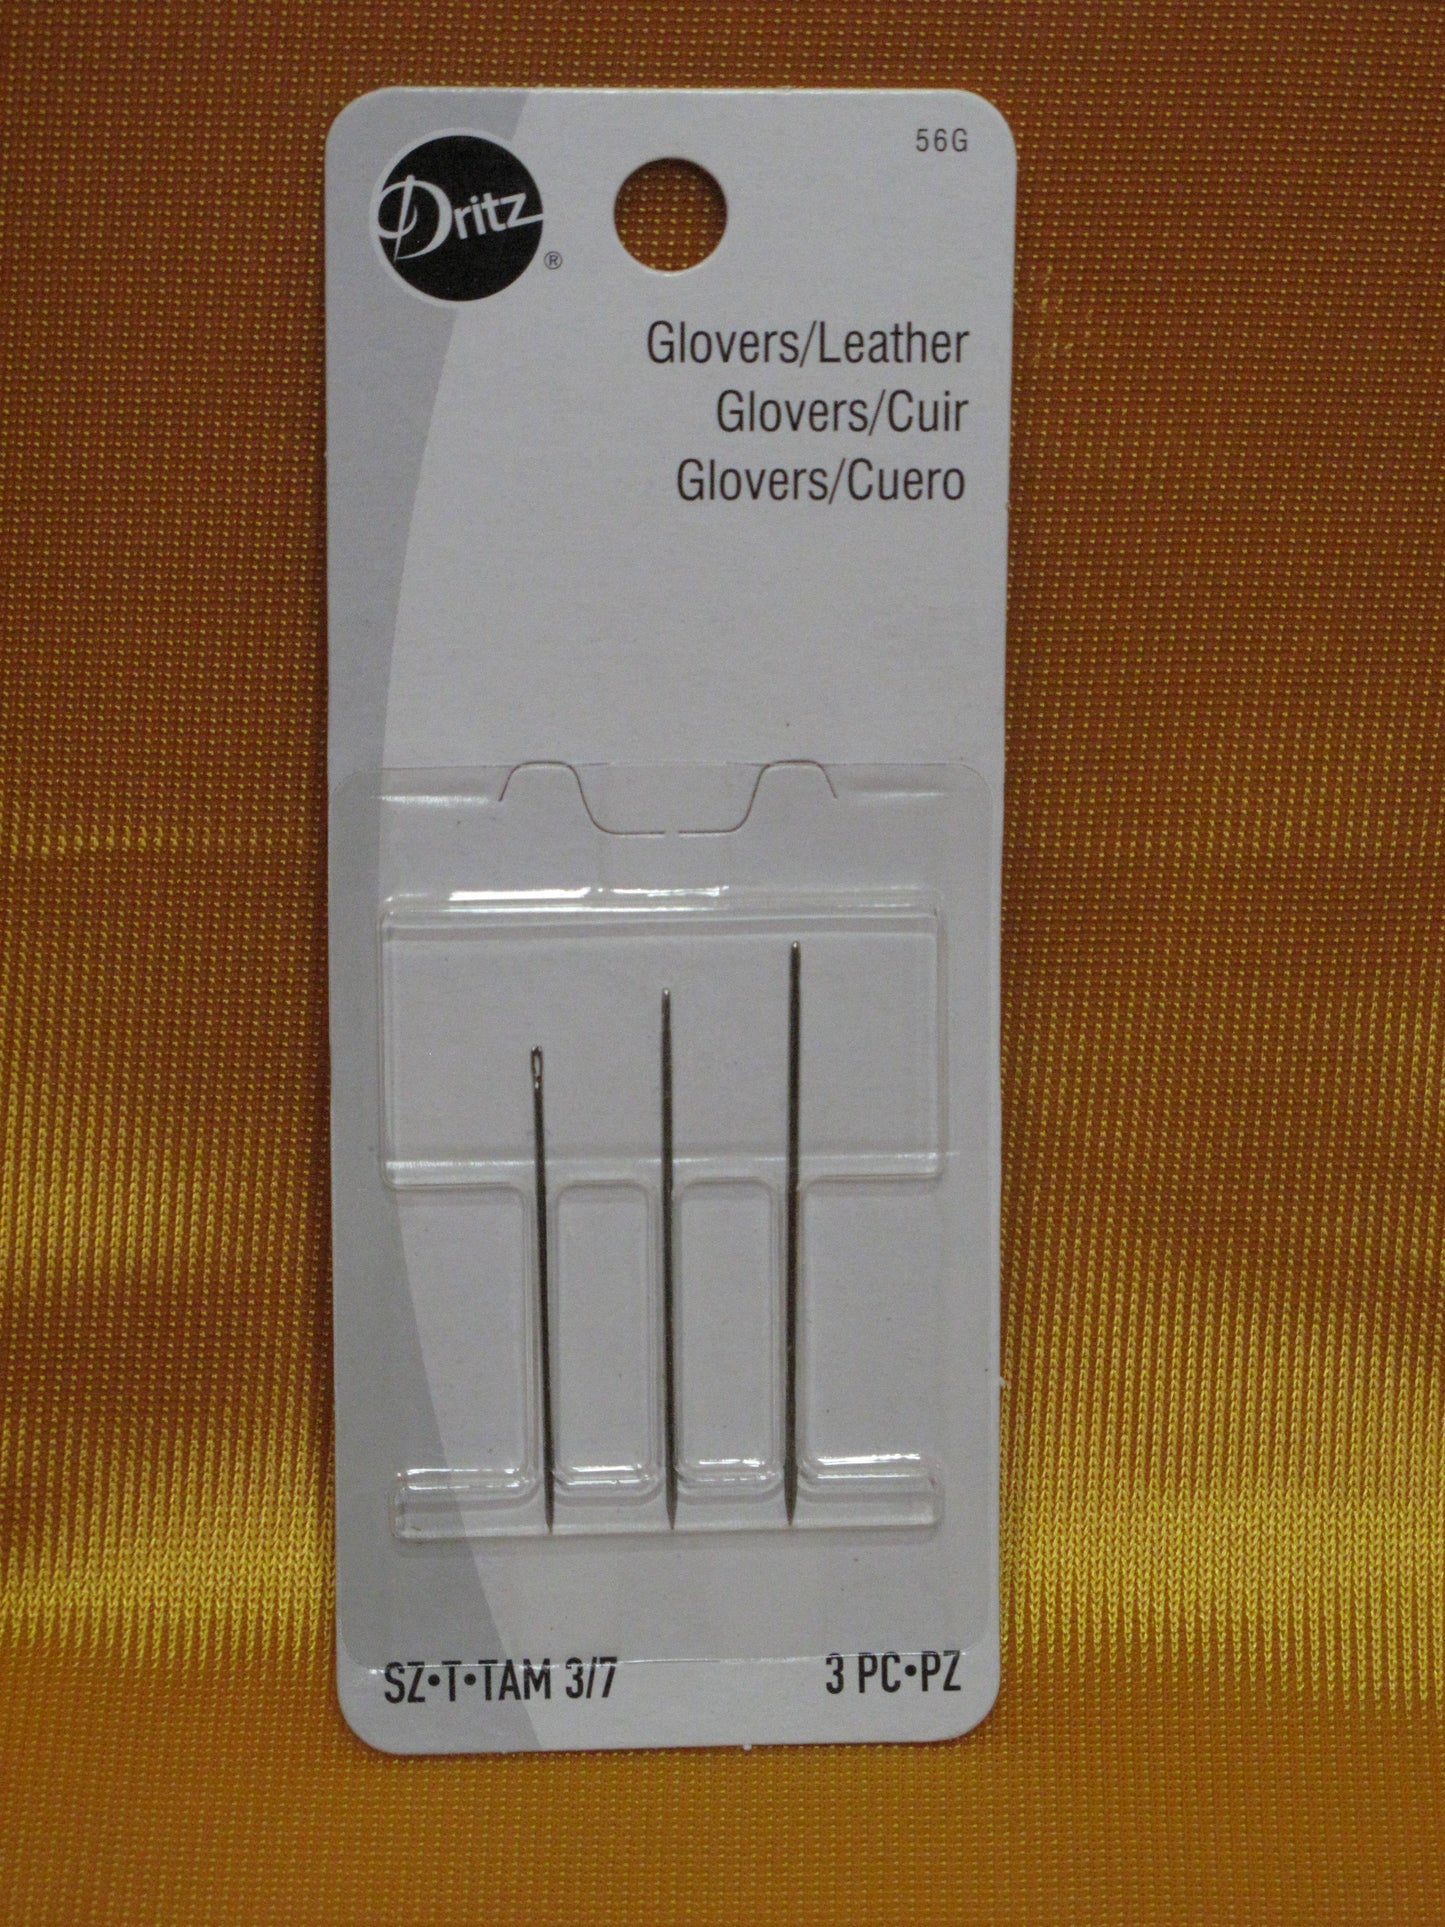 56G
Dritz®
Glovers/Leather
Glovers/Cuir
Glovers/Cuero
SZ•T•TAM 3/7
3 PC•PZ